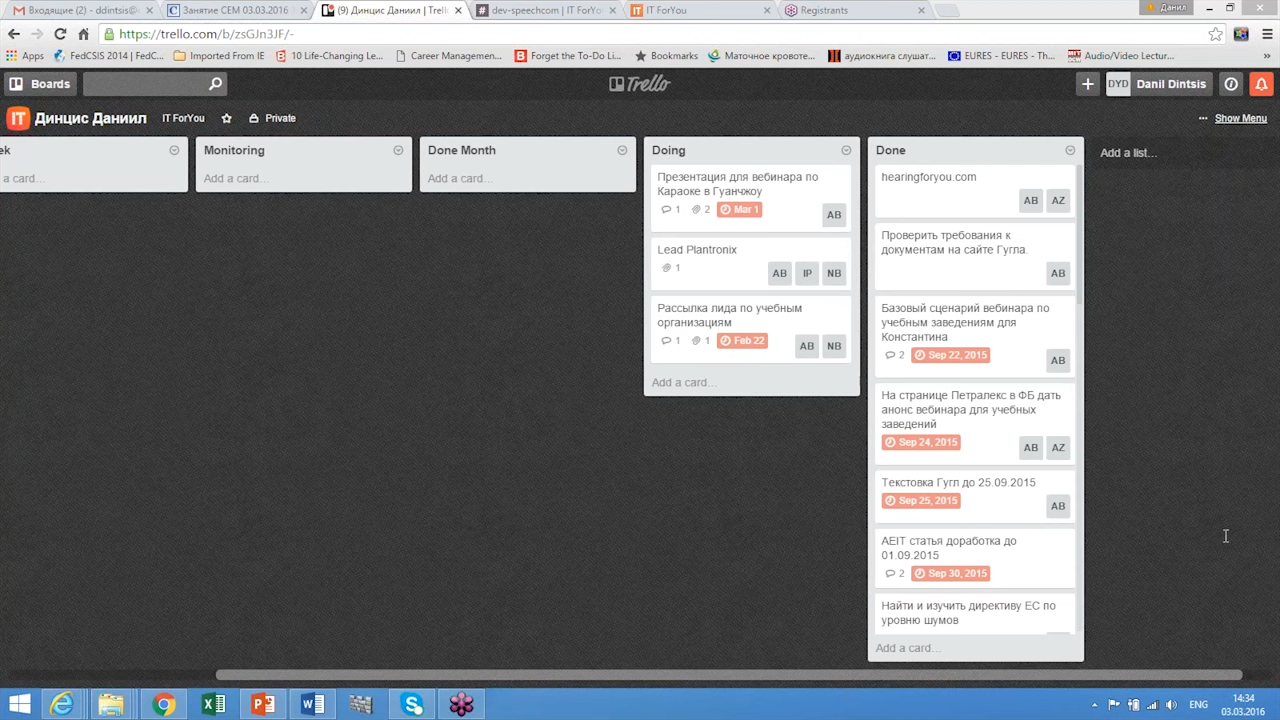 Входящие (2) - ddintsis@
Занятие СЕМ 03.03.2016
(9) Динцис Даниил | Trello
dev-speechcom | IT ForYou
IT ForYou
Registrants
Данил
https://trello.com/b/zsGJn3JF/-
Apps
FedCSIS 2014 | FedC...
Imported From IE
10 Life-Changing Le...
Career Managemen...
Forget the To-Do Li...
Bookmarks
Маточное кровоте...
аудиокнига слушат...
EURES - EURES - Th...
Audio/Video Lectur...
Boards
Trello
DYD Danil Dintsis
IT Динцис Даниил IT ForYou Private
... Show Menu
ek
a card...
Monitoring
Add a card...
Done Month
Add a card...
Doing
Презентация для вебинара по
Караоке в Гуанчжоу
1 2 Mar 1
AB
Lead Plantronix
1
AB IP NB
Рассылка лида по учебным
организациям
1 1 Feb 22
AB NB
Add a card...
Done
hearingforyou.com
AB AZ
Проверить требования к
документам на сайте Гугла.
AB
Базовый сценарий вебинара по
учебным заведениям для
Константина
2 Sep 22, 2015
AB
На странице Петралекс в ФБ дать
анонс вебинара для учебных
заведений
Sep 24, 2015
AB AZ
Текстовка Гугл до 25.09.2015
Sep 25, 2015
AB
AEIT статья доработка до
01.09.2015
2 Sep 30, 2015
Найти и изучить директиву ЕС по
уровню шумов
Add a card...
Add a list...
ENG
14:34
03.03.2016